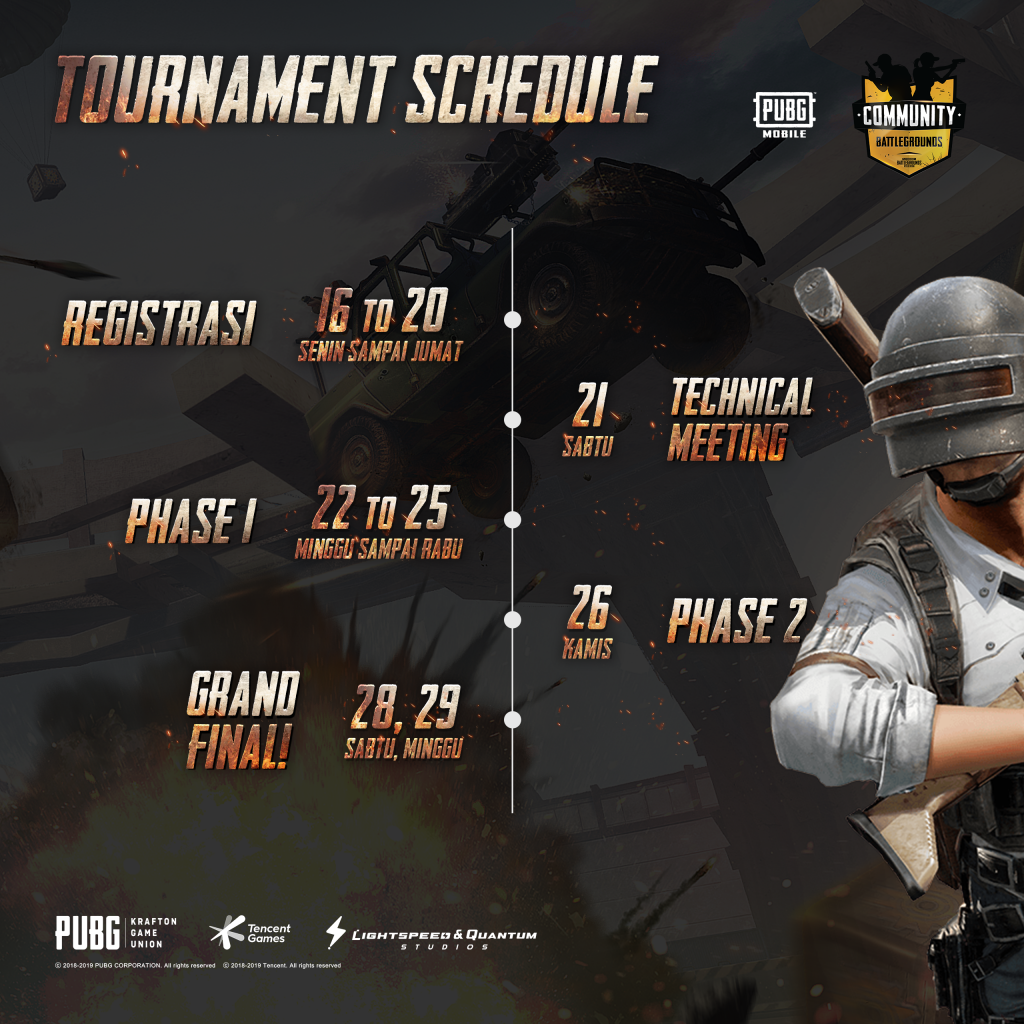 TOURNAMENT SCHEDULE
PUBG
MOBILE
COMMUNITY
BATTLEGROUNDS
REGISTRASI
16 TO 20
SENIN SAMPAI JUMAT
21
SABTU
TECHNICAL
MEETING
PHASE 1
22 TO 25
MINGGU SAMPAI RABU
26
KAMIS
PHASE 2
GRAND
FINAL!
28, 29
SABTU, MINGGU
PUBG
KRAFTON
GAME
UNION
Tencent
Games
LIGHTSPEED & QUANTUM
STUDIOS
© 2018-2019 PUBG CORPORATION. All rights reserved © 2018-2019 Tencent. All rights reserved